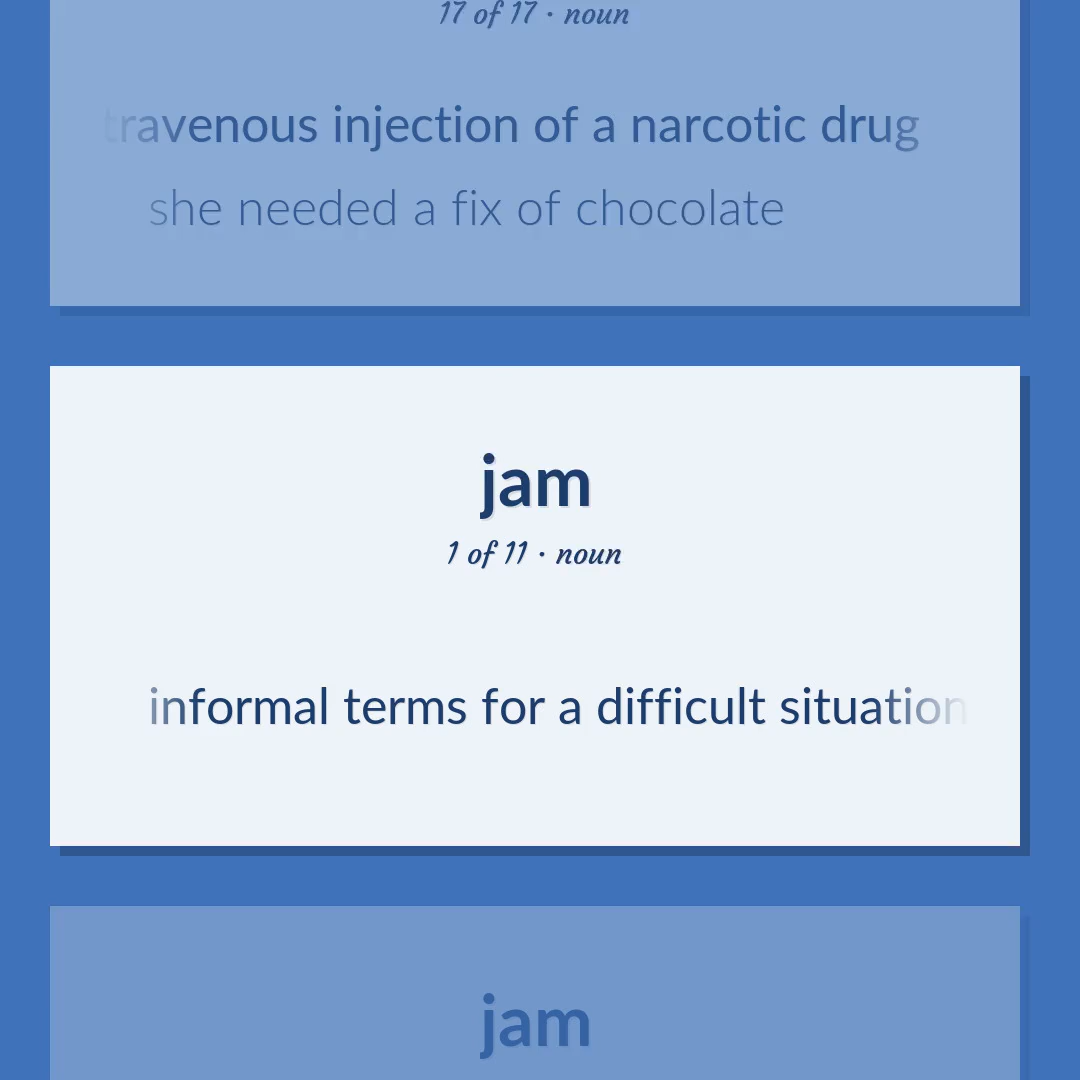 17 of 17 · noun
travenous injection of a narcotic drug
she needed a fix of chocolate
jam
1 of 11 · noun
informal terms for a difficult situation
jam